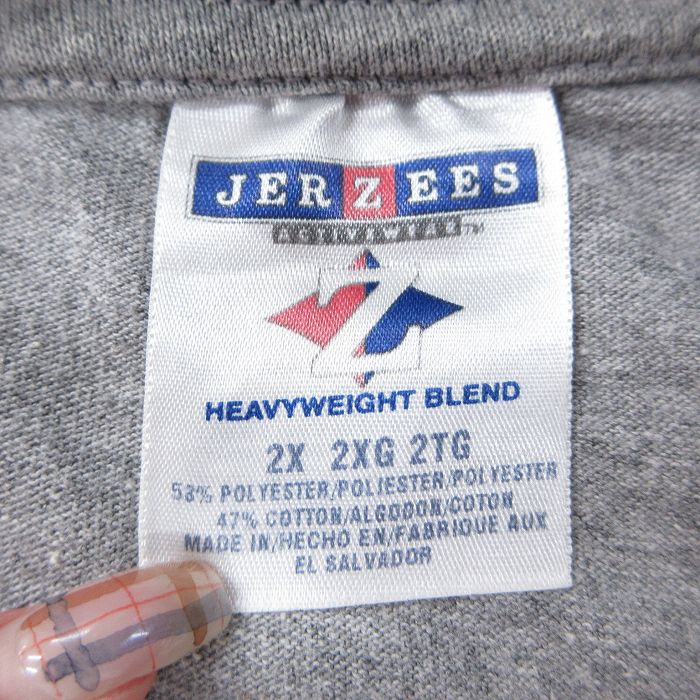 JERZEES
ACTIVEWEAR™
Z
HEAVYWEIGHT BLEND
2X 2XG 2TG
53% POLYESTER/POLIESTER/POLYESTER
47% COTTON/ALGODON/COTON
MADE IN/HECHO EN/FABRIQUE AUX
EL SALVADOR